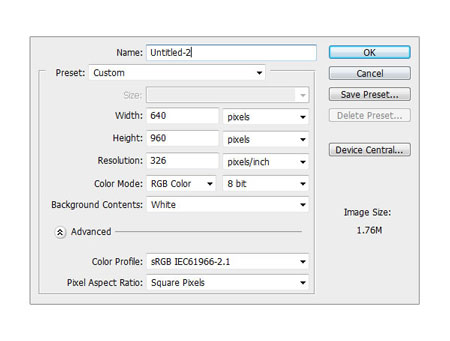 Name: Untitled-2
OK
Preset: Custom
Cancel
Size:
Save Preset...
Width: 640 pixels
Delete Preset...
Height: 960 pixels
Resolution: 326 pixels/inch
Device Central...
Color Mode: RGB Color 8 bit
Background Contents: White
Image Size:
1.76M
Advanced
Color Profile: sRGB IEC61966-2.1
Pixel Aspect Ratio: Square Pixels